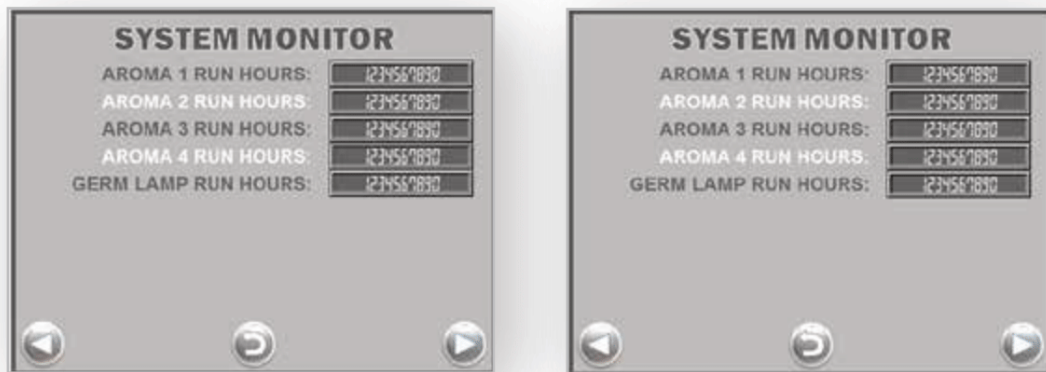 SYSTEM MONITOR
AROMA 1 RUN HOURS: 1234567890
AROMA 2 RUN HOURS: 1234567890
AROMA 3 RUN HOURS: 1234567890
AROMA 4 RUN HOURS: 1234567890
GERM LAMP RUN HOURS: 1234567890
SYSTEM MONITOR
AROMA 1 RUN HOURS: 1234567890
AROMA 2 RUN HOURS: 1234567890
AROMA 3 RUN HOURS: 1234567890
AROMA 4 RUN HOURS: 1234567890
GERM LAMP RUN HOURS: 1234567890